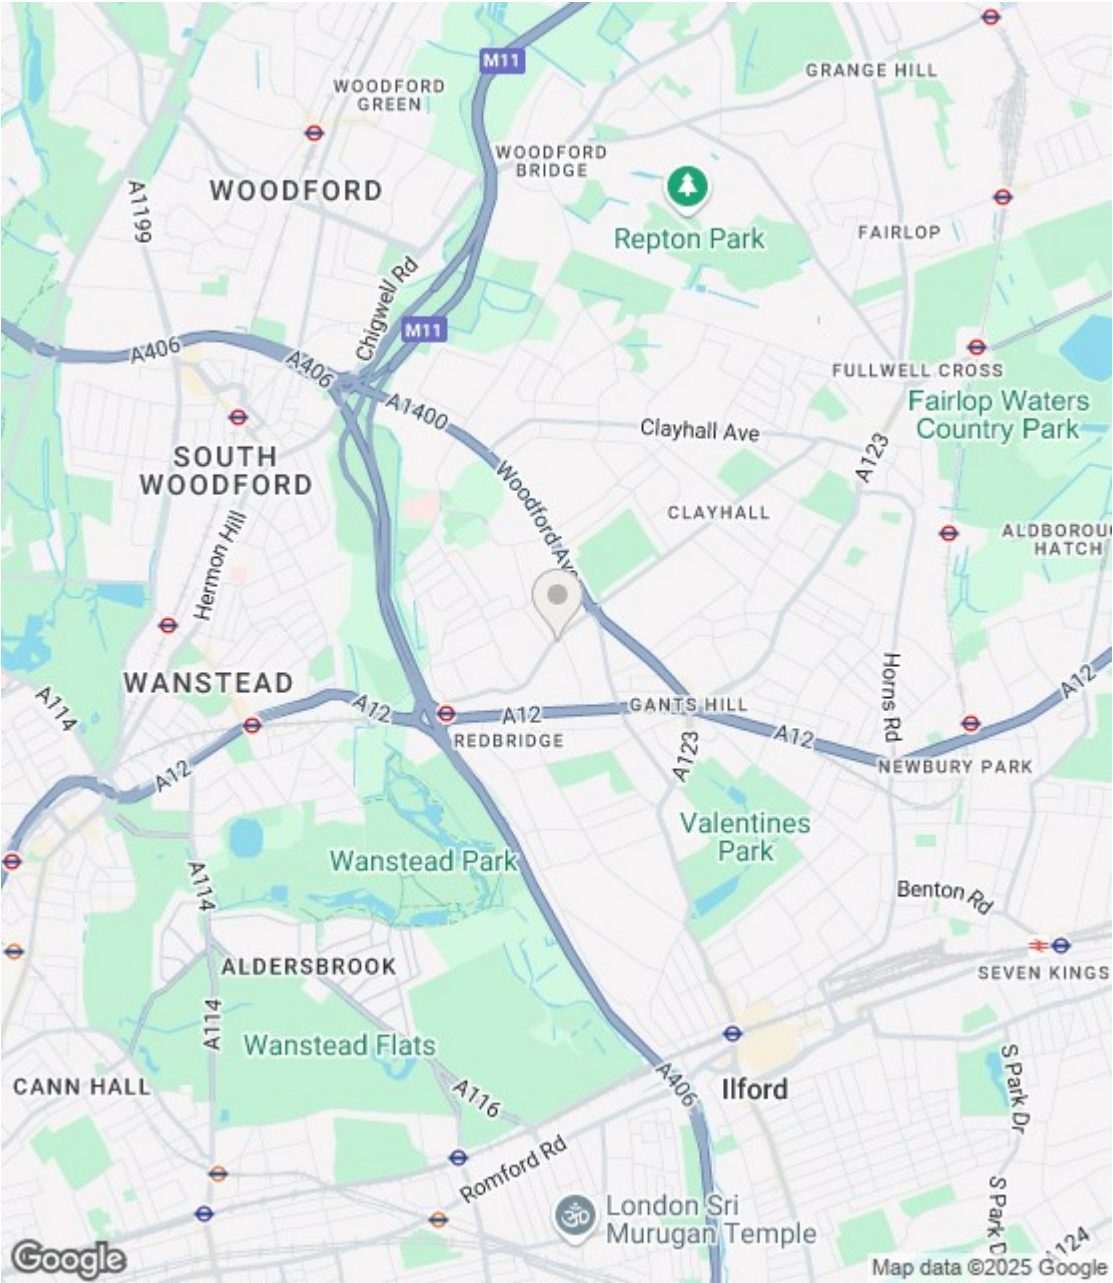 M11
GRANGE HILL
WOODFORD
GREEN
WOODFORD
BRIDGE
WOODFORD
A1199
Repton Park
FAIRLOP
Chigwell Rd
M11
A406
A406
FULLWELL CROSS
A1400
Fairlop Waters
Country Park
Clayhall Ave
A123
SOUTH
WOODFORD
Woodford Ave
CLAYHALL
Hermon Hill
ALDBOROU
HATCH
WANSTEAD
Horns Rd
A114
A12
A12
A12
GANTS HILL
REDBRIDGE
A123
A12
A12
NEWBURY PARK
Valentines
Park
Wanstead Park
A114
Benton Rd
ALDERSBROOK
SEVEN KINGS
A114
Wanstead Flats
CANN HALL
A116
A406
Ilford
S Park Dr
Romford Rd
S Park D
London Sri
Murugan Temple
A124
Google
Map data ©2025 Google